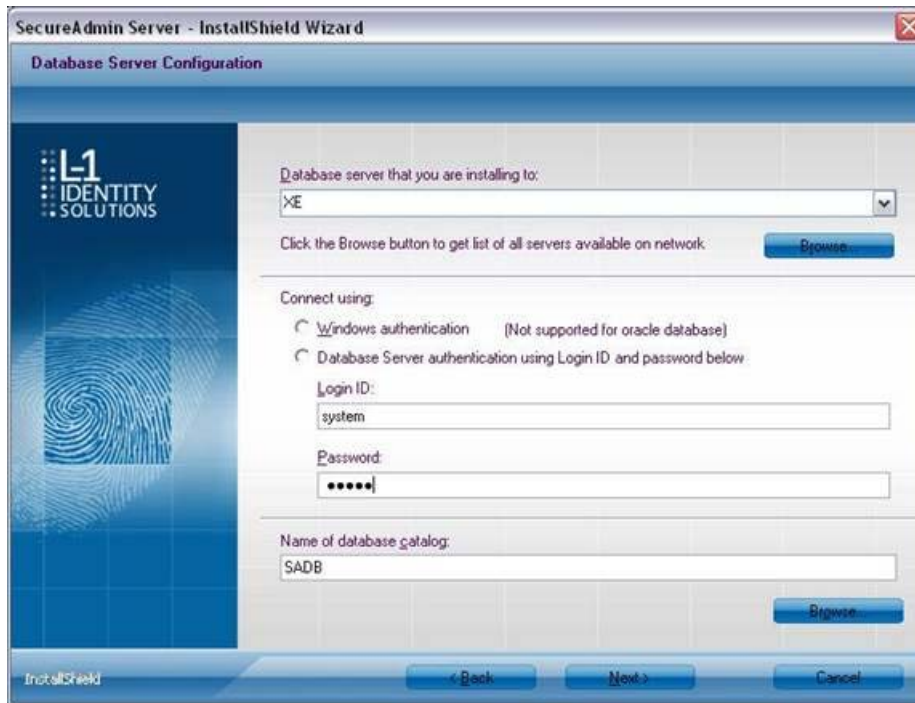 SecureAdmin Server - InstallShield Wizard
Database Server Configuration
L-1
IDENTITY
SOLUTIONS
Database server that you are installing to:
XE
Click the Browse button to get list of all servers available on network
Browse...
Connect using:
Windows authentication (Not supported for oracle database)
Database Server authentication using Login ID and password below
Login ID:
system
Password:
•••••
Name of database catalog:
SADB
Browse...
InstallShield
< Back
Next >
Cancel